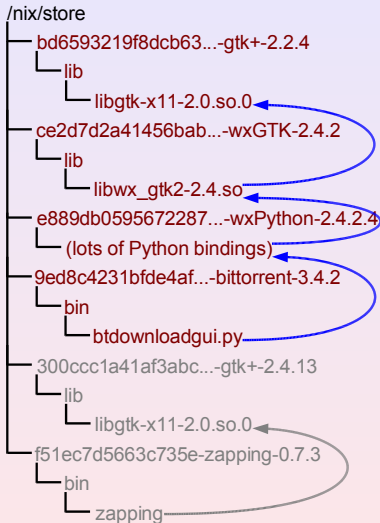 /nix/store
bd6593219f8dcb63...-gtk+-2.2.4
lib
libgtk-x11-2.0.so.0
ce2d7d2a41456bab...-wxGTK-2.4.2
lib
libwx_gtk2-2.4.so
e889db0595672287...-wxPython-2.4.2.4
(lots of Python bindings)
9ed8c4231bfde4af...-bittorrent-3.4.2
bin
btdownloadgui.py
300ccc1a41af3abc...-gtk+-2.4.13
lib
libgtk-x11-2.0.so.0
f51ec7d5663c735e-zapping-0.7.3
bin
zapping